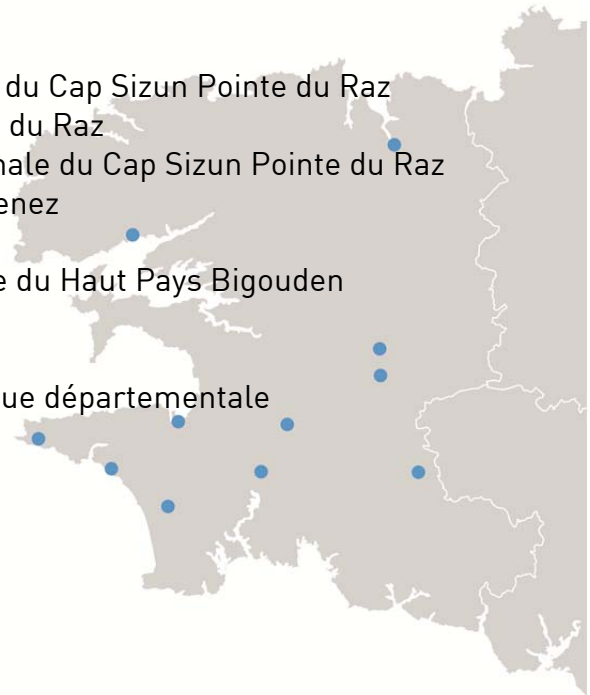 du Cap Sizun Pointe du Raz
du Raz
nale du Cap Sizun Pointe du Raz
enez
e du Haut Pays Bigouden
ue départementale